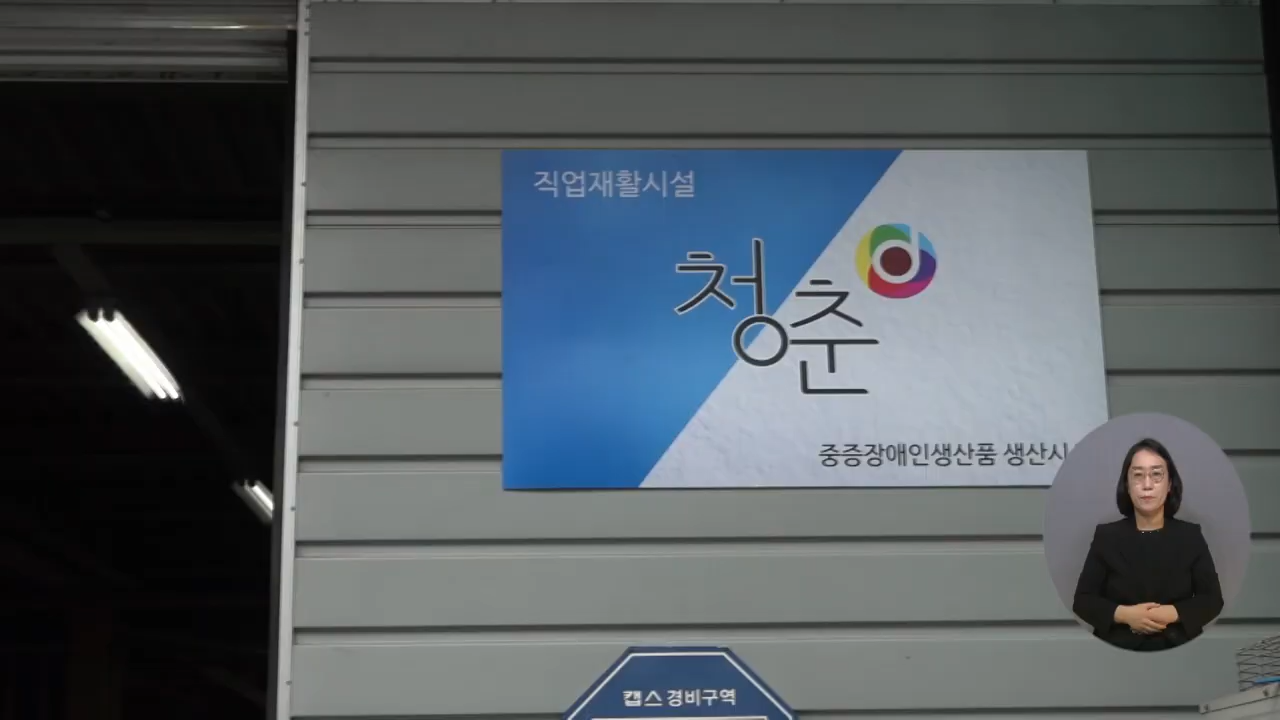 직업재활시설
청춘
중증장애인생산품 생산시
캡스 경비구역